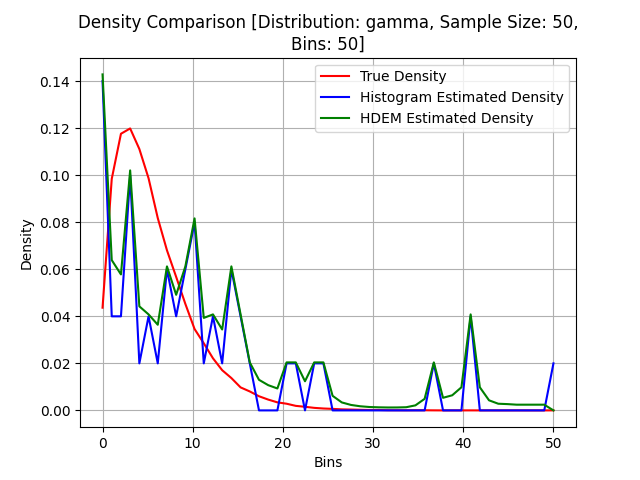 Density Comparison [Distribution: gamma, Sample Size: 50,
Bins: 50]
True Density
Histogram Estimated Density
HDEM Estimated Density
Density
0.14
0.12
0.10
0.08
0.06
0.04
0.02
0.00
0 10 20 30 40 50
Bins